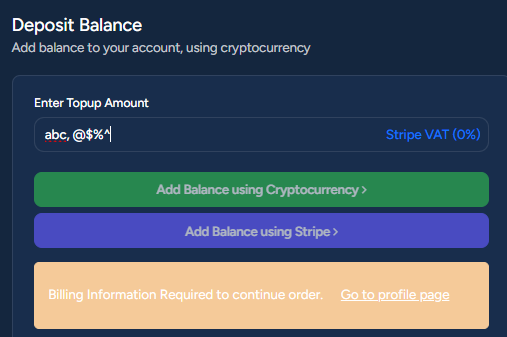 Deposit Balance
Add balance to your account, using cryptocurrency
Enter Topup Amount
abc, @$%^ Stripe VAT (0%)
Add Balance using Cryptocurrency >
Add Balance using Stripe >
Billing Information Required to continue order. Go to profile page